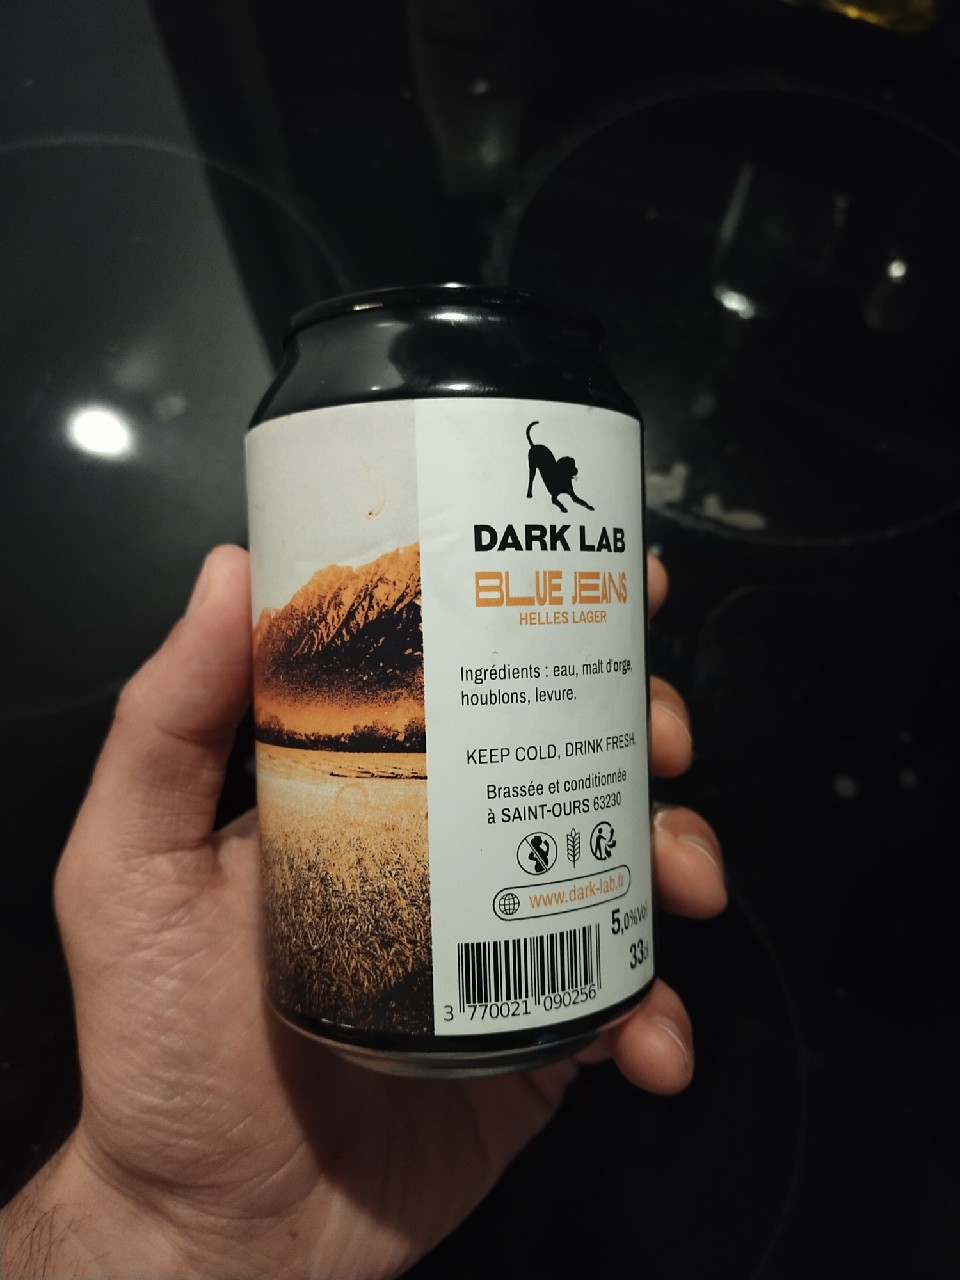 DARK LAB
BLUE JEANS
HELLES LAGER
Ingrédients : eau, malt d'orge,
houblons, levure.
KEEP COLD, DRINK FRESH.
Brassée et conditionnée
à SAINT-OURS 63230
www.dark-lab.fr
5,0%Vol
33cl
3 770021 090256